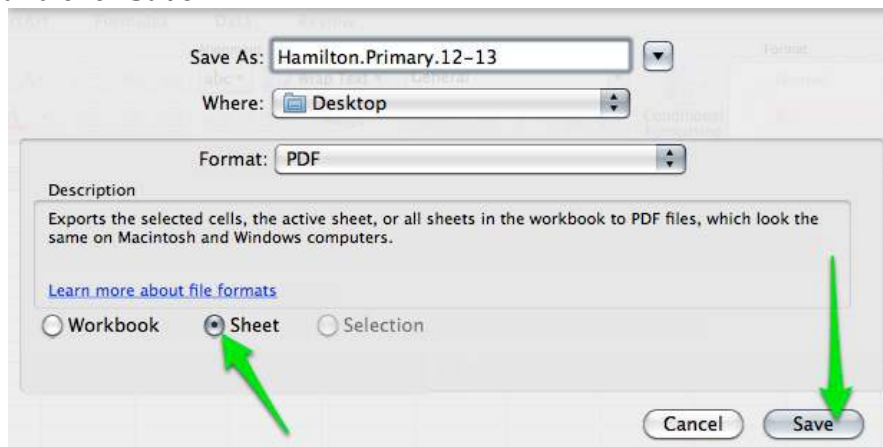 Save As: Hamilton.Primary.12-13
Where: Desktop
Format: PDF
Description
Exports the selected cells, the active sheet, or all sheets in the workbook to PDF files, which look the
same on Macintosh and Windows computers.
Learn more about file formats
Workbook Sheet Selection
Cancel Save